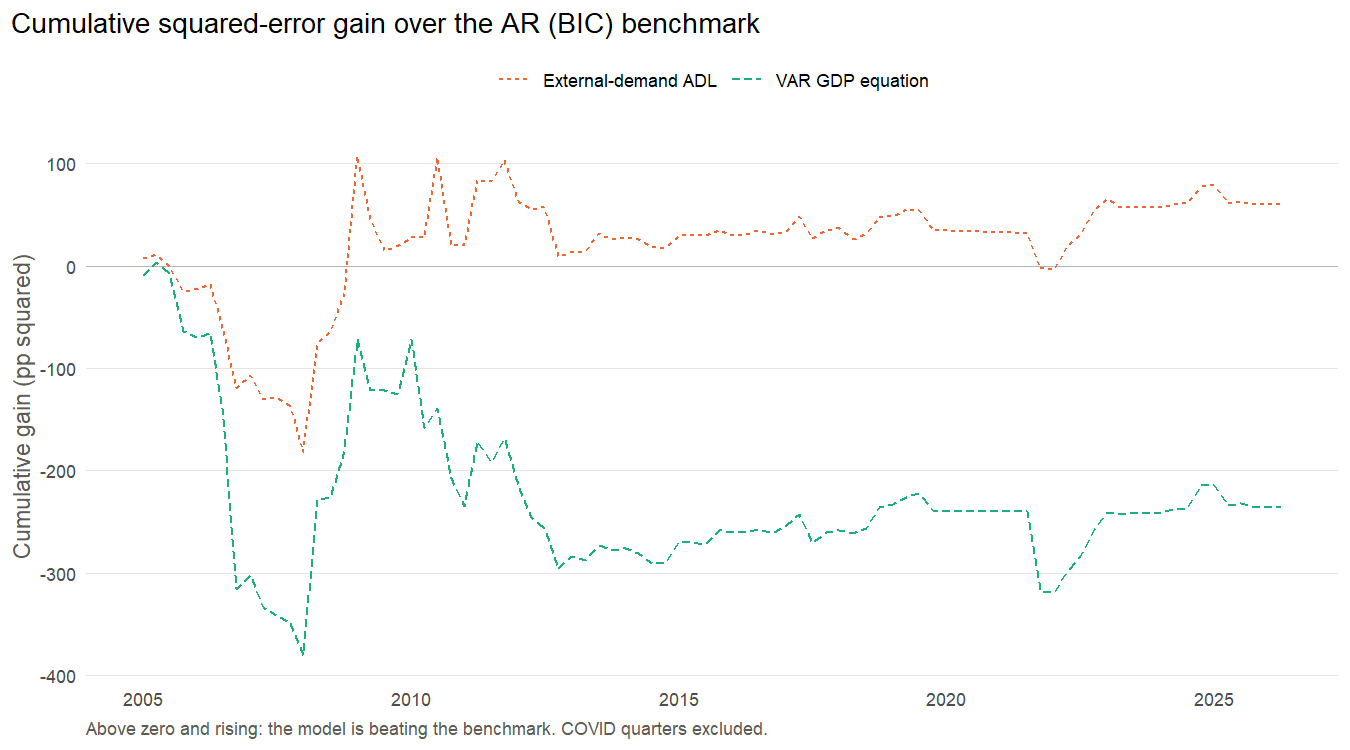 Cumulative squared-error gain over the AR (BIC) benchmark
External-demand ADL
VAR GDP equation
Cumulative gain (pp squared)
100
0
-100
-200
-300
-400
2005
2010
2015
2020
2025
Above zero and rising: the model is beating the benchmark. COVID quarters excluded.